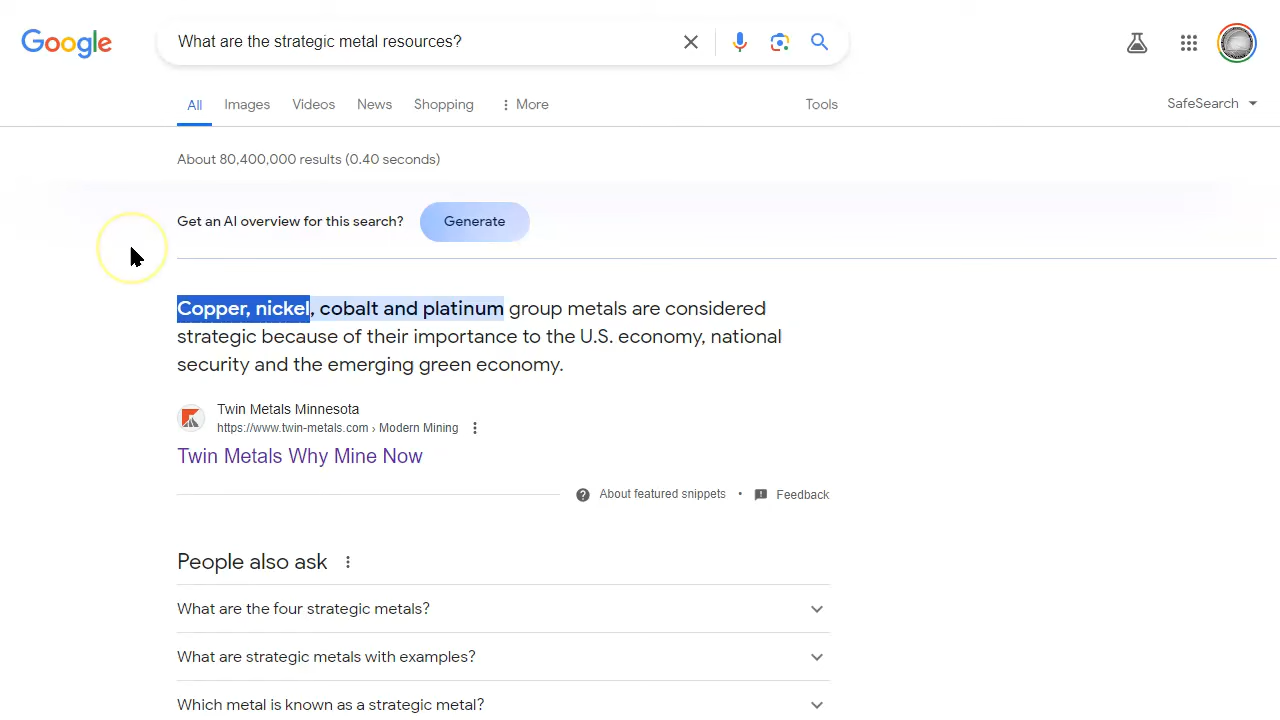 Google
What are the strategic metal resources?
All Images Videos News Shopping More Tools SafeSearch
About 80,400,000 results (0.40 seconds)
Get an AI overview for this search? Generate
Copper, nickel, cobalt and platinum group metals are considered
strategic because of their importance to the U.S. economy, national
security and the emerging green economy.
Twin Metals Minnesota
https://www.twin-metals.com › Modern Mining
Twin Metals Why Mine Now
About featured snippets • Feedback
People also ask
What are the four strategic metals?
What are strategic metals with examples?
Which metal is known as a strategic metal?